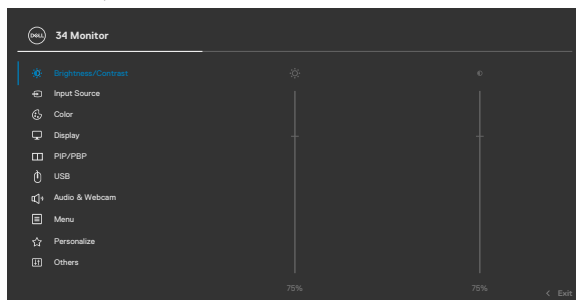 DELL
34 Monitor
Brightness/Contrast
Input Source
Color
Display
PIP/PBP
USB
Audio & Webcam
Menu
Personalize
Others
75% 75%
< Exit